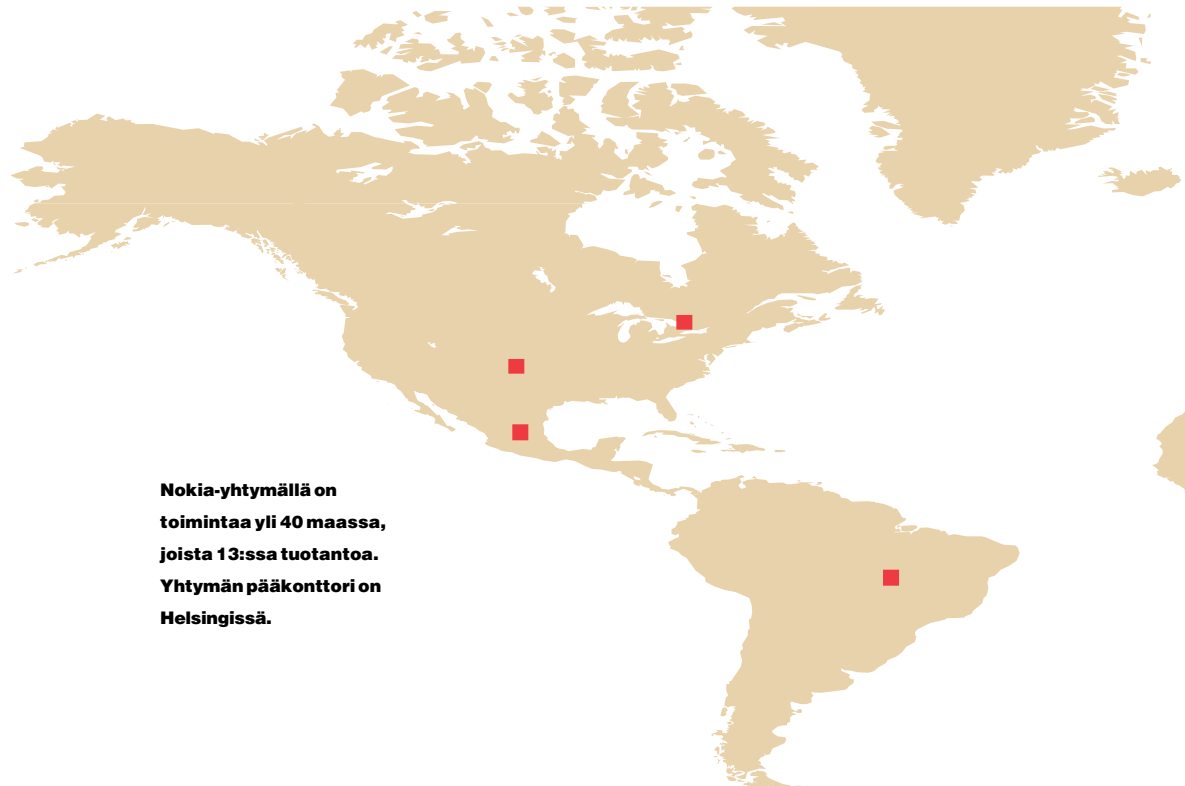 Nokia-yhtymällä on
toimintaa yli 40 maassa,
joista 13:ssa tuotantoa.
Yhtymän pääkonttori on
Helsingissä.